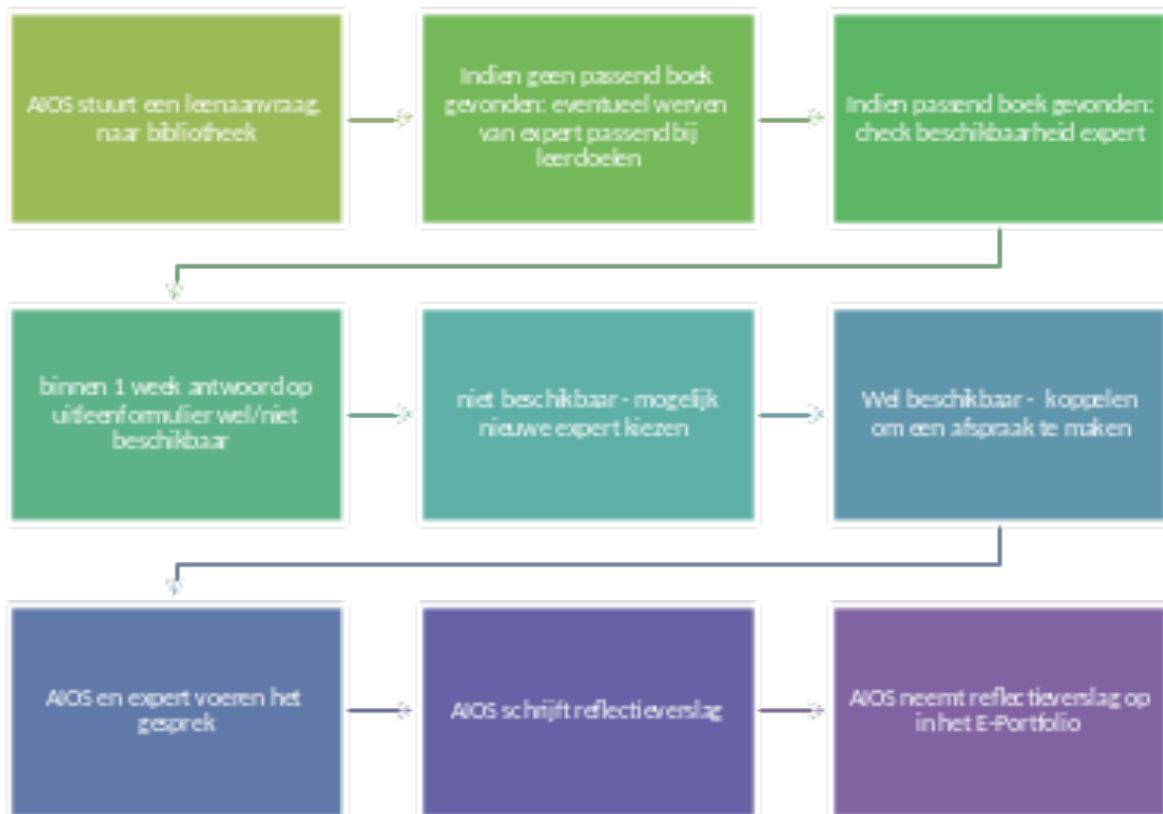 AIOS stuurt een leenaanvraag.
naar bibliotheek
Indien geen passend boek
gevonden: eventueel werven
van expert passend bij
leerdoelen
Indien passend boek gevonden:
check beschikbaarheid expert
binnen 1 week antwoord op
uitleenformulier wel/niet
beschikbaar
niet beschikbaar - mogelijk
nieuwe expert kiezen
Wel beschikbaar - koppelen
om een afspraak te maken
AIOS en expert voeren het
gesprek
AIOS schrijft reflectieverslag
AIOS neemt reflectieverslag op
in het E-Portfolio